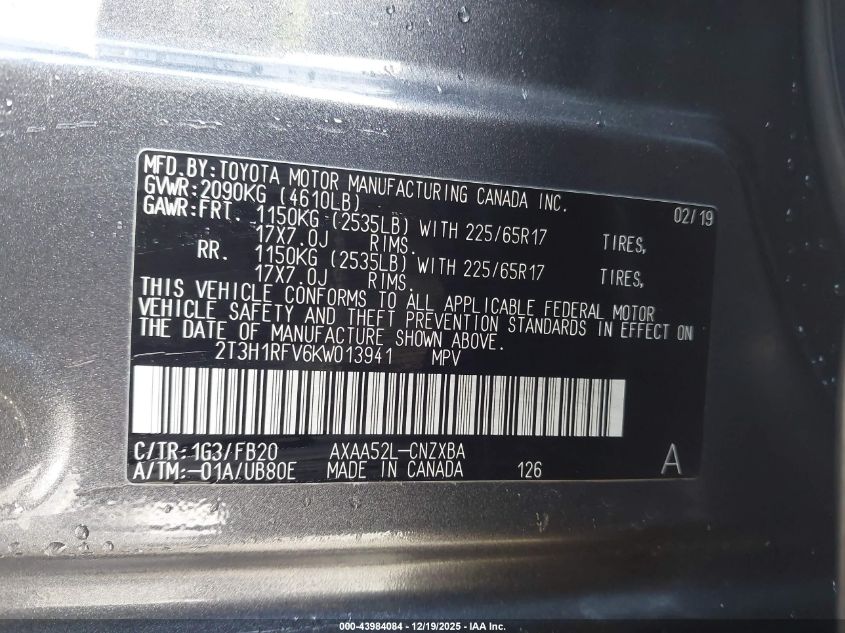 MFD.BY:TOYOTA MOTOR MANUFACTURING CANADA INC.
GVWR:2090KG (4610LB) 02/19
GAWR:FRT. 1150KG (2535LB) WITH 225/65R17 TIRES,
17X7.0J RIMS.
RR. 1150KG (2535LB) WITH 225/65R17 TIRES,
17X7.0J RIMS.
THIS VEHICLE CONFORMS TO ALL APPLICABLE FEDERAL MOTOR
VEHICLE SAFETY AND THEFT PREVENTION STANDARDS IN EFFECT ON
THE DATE OF MANUFACTURE SHOWN ABOVE.
2T3H1RFV6KW013941 MPV
C/TR:1G3/FB20 AXAA52L-CNZXBA
A/TM:-01A/UB80E MADE IN CANADA 126 A
000-43984084 - 12/19/2025 - IAA Inc.